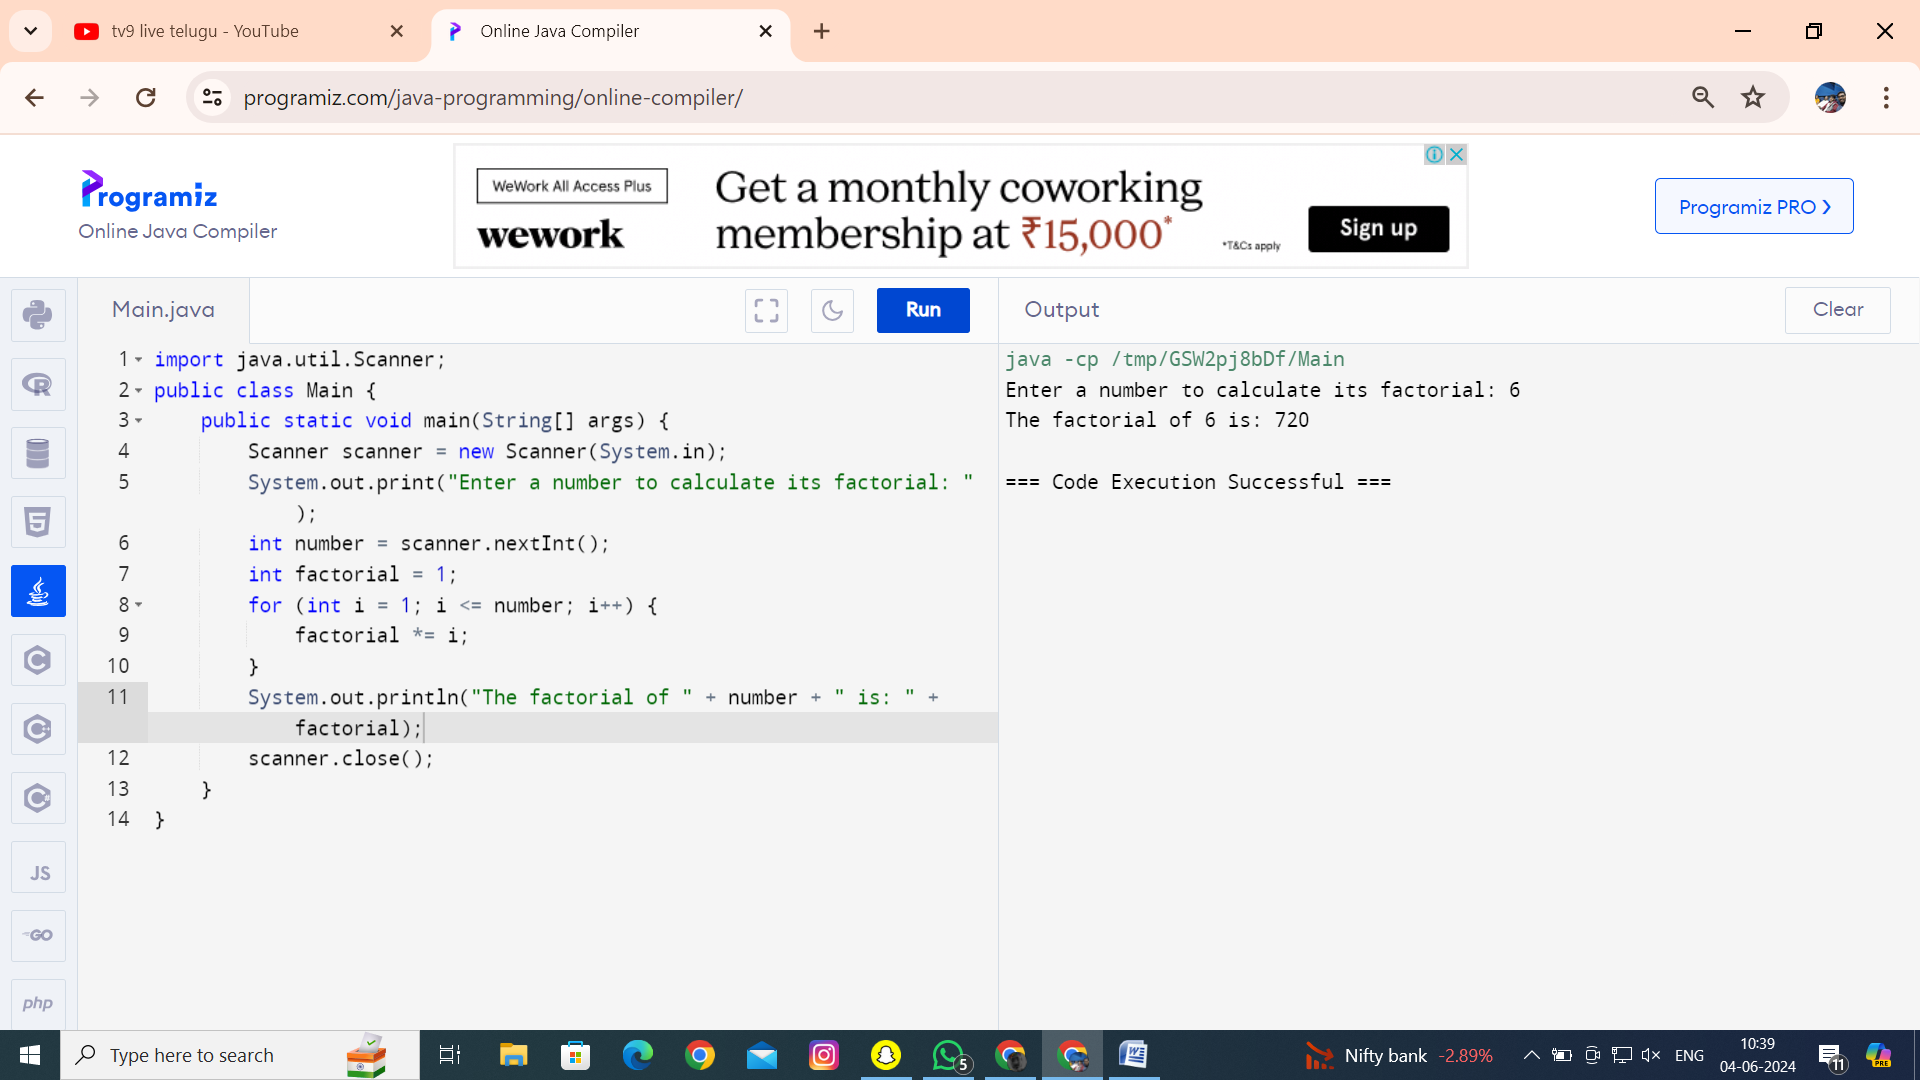 tv9 live telugu - YouTube
Online Java Compiler
programiz.com/java-programming/online-compiler/
Programiz
Online Java Compiler
WeWork All Access Plus
wework
Get a monthly coworking
membership at ₹15,000*
*T&Cs apply
Sign up
Programiz PRO
Main.java
Run
Output
Clear
1 import java.util.Scanner;
2 public class Main {
3 public static void main(String[] args) {
4 Scanner scanner = new Scanner(System.in);
5 System.out.print("Enter a number to calculate its factorial: "
);
6 int number = scanner.nextInt();
7 int factorial = 1;
8 for (int i = 1; i <= number; i++) {
9 factorial *= i;
10 }
11 System.out.println("The factorial of " + number + " is: " +
factorial);
12 scanner.close();
13 }
14 }
java -cp /tmp/GSW2pj8bDf/Main
Enter a number to calculate its factorial: 6
The factorial of 6 is: 720
=== Code Execution Successful ===
R
5
C
C
C
JS
GO
php
Type here to search
5
W
Nifty bank -2.89%
ENG
10:39
04-06-2024
11
PRE